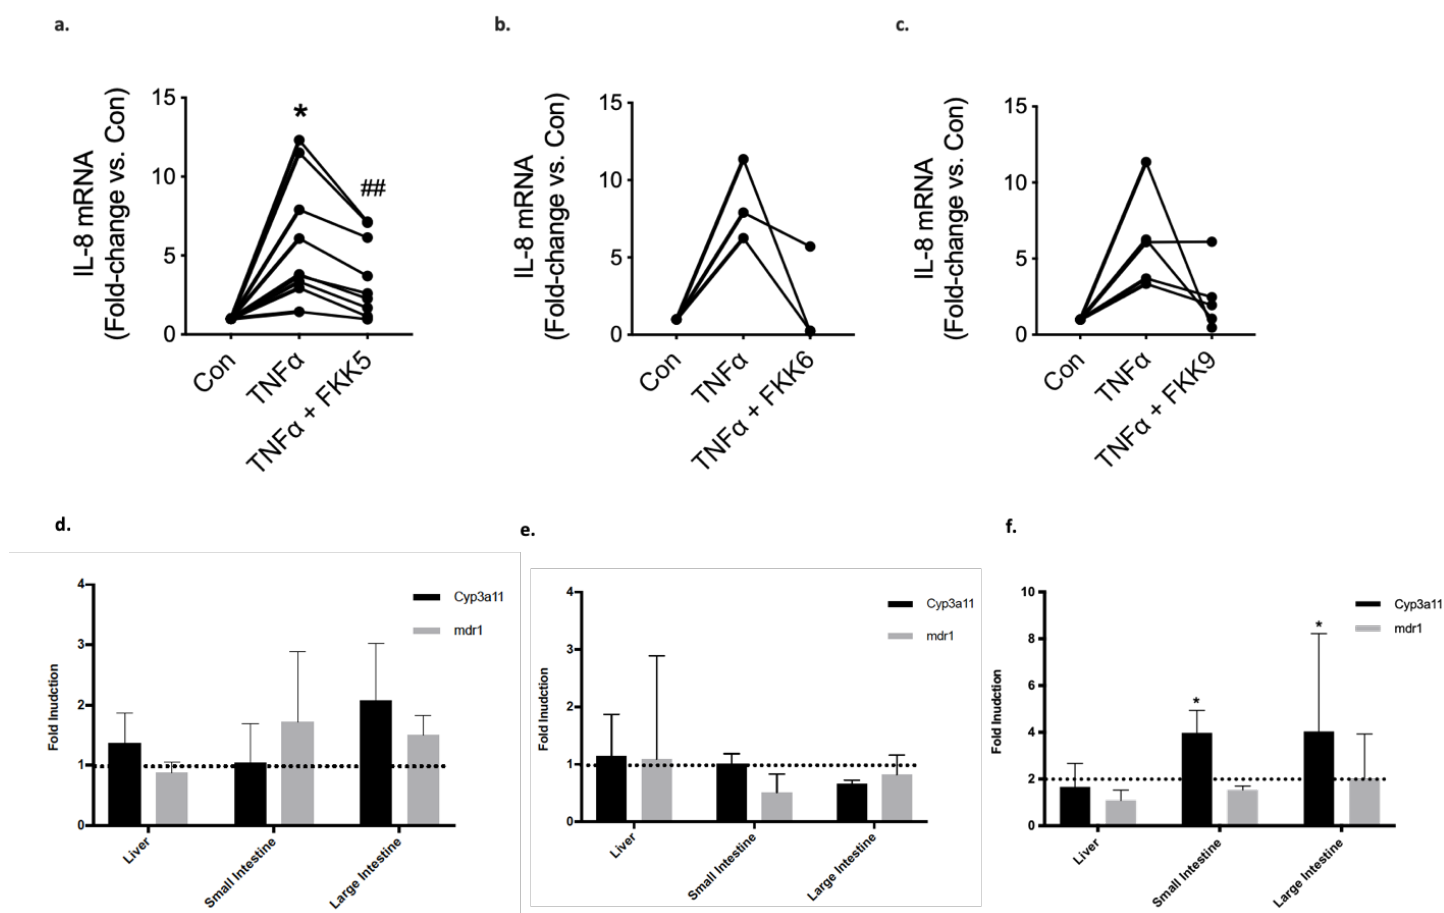 a.
b.
c.
IL-8 mRNA
(Fold-change vs. Con)
15
10
5
0
*
##
Con
TNFα
TNFα + FKK5
IL-8 mRNA
(Fold-change vs. Con)
15
10
5
0
Con
TNFα
TNFα + FKK6
IL-8 mRNA
(Fold-change vs. Con)
15
10
5
0
Con
TNFα
TNFα + FKK9
d.
e.
f.
Fold Inudction
4
3
2
1
0
Cyp3a11
mdr1
Liver
Small Intestine
Large Intestine
Fold Inudction
4
3
2
1
0
Cyp3a11
mdr1
Liver
Small Intestine
Large Intestine
Fold Inudction
10
8
6
4
2
0
*
*
Cyp3a11
mdr1
Liver
Small Intestine
Large Intestine